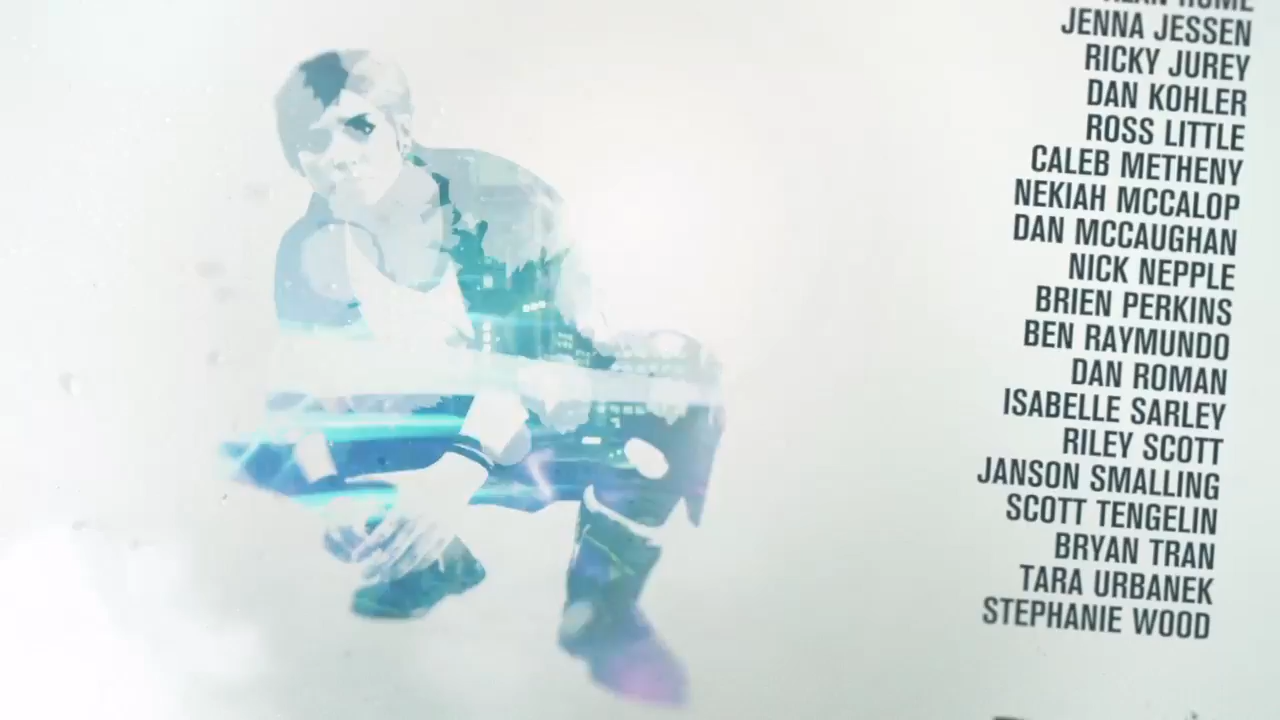 JENNA JESSEN
RICKY JUREY
DAN KOHLER
ROSS LITTLE
CALEB METHENY
NEKIAH MCCALOP
DAN MCCAUGHAN
NICK NEPPLE
BRIEN PERKINS
BEN RAYMUNDO
DAN ROMAN
ISABELLE SARLEY
RILEY SCOTT
JANSON SMALLING
SCOTT TENGELIN
BRYAN TRAN
TARA URBANEK
STEPHANIE WOOD